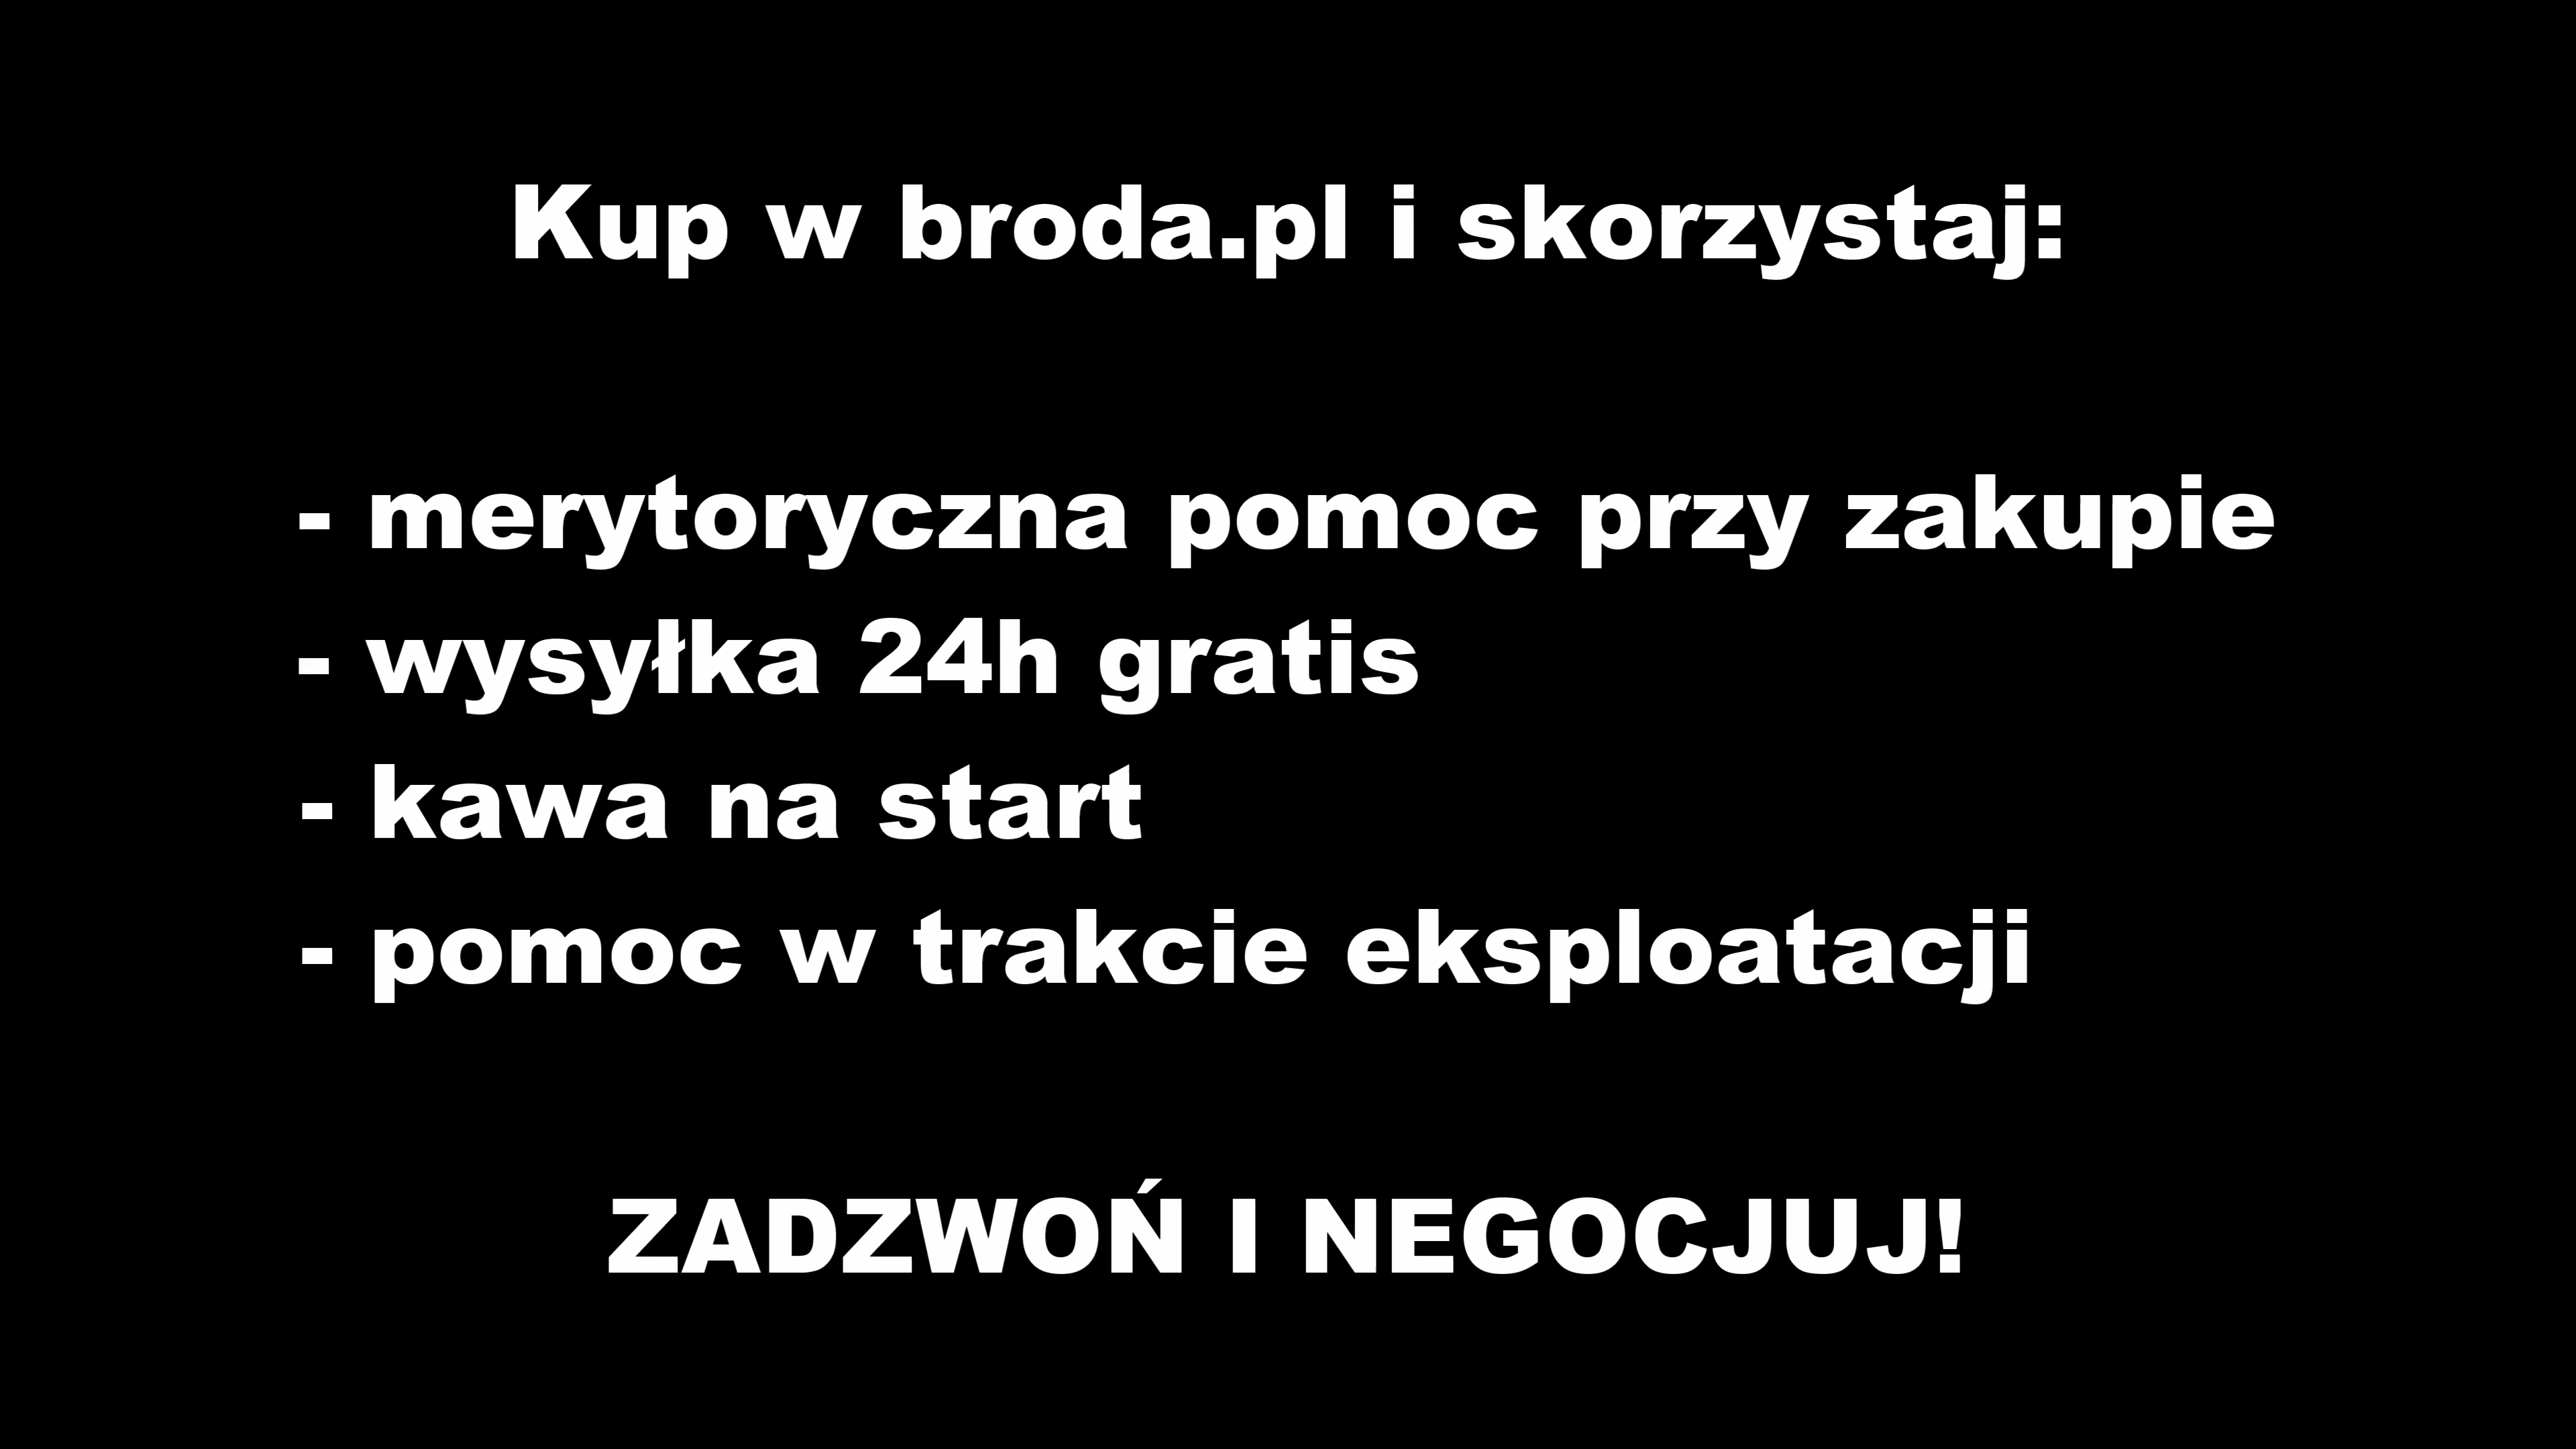 Kup w broda.pl i skorzystaj:
- merytoryczna pomoc przy zakupie
- wysyłka 24h gratis
- kawa na start
- pomoc w trakcie eksploatacji
ZADZWOŃ I NEGOCJUJ!